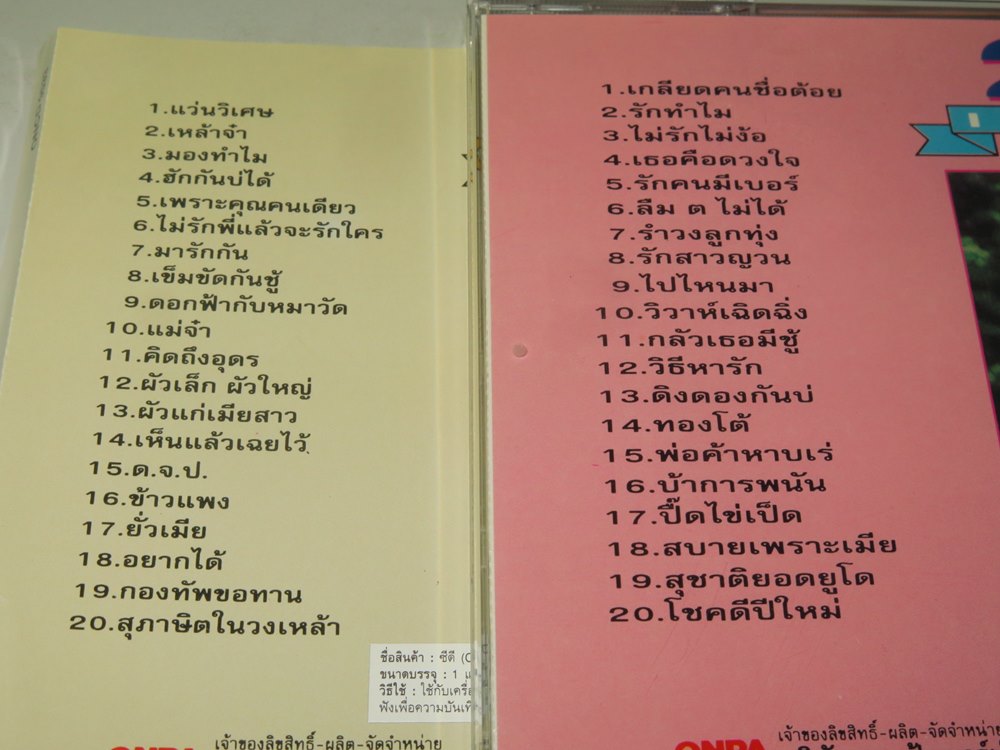 1.แว่นวิเศษ
2.เหล้าจ๋า
3.มองทำไม
4.ฮักกันบ่ได้
5.เพราะคุณคนเดียว
6.ไม่รักพี่แล้วจะรักใคร
7.มารักกัน
8.เข็มขัดกันชู้
9.ดอกฟ้ากับหมาวัด
10.แม่จ๋า
11.คิดถึงอุดร
12.ผัวเล็ก ผัวใหญ่
13.ผัวแก่เมียสาว
14.เห็นแล้วเฉยไว้
15.ด.จ.ป.
16.ข้าวแพง
17.ยั่วเมีย
18.อยากได้
19.กองทัพขอทาน
20.สุภาษิตในวงเหล้า
ชื่อสินค้า : ซีดี (C
ขนาดบรรจุ : 1
วิธีใช้ : ใช้กับเครื่อ
ฟังเพื่อความบันเทิ
ONPA
เจ้าของลิขสิทธิ์-ผลิต-จัดจำหน่าย
1.เกลียดคนชื่อต้อย
2.รักทำไม
3.ไม่รักไม่ง้อ
4.เธอคือดวงใจ
5.รักคนมีเบอร์
6.ลืม ต ไม่ได้
7.รำวงลูกทุ่ง
8.รักสาวญวน
9.ไปไหนมา
10.วิวาห์เฉิดฉิ่ง
11.กลัวเธอมีชู้
12.วิธีหารัก
13.ดิงดองกันบ่
14.ทองโต้
15.พ่อค้าหาบเร่
16.บ้าการพนัน
17.ปื๊ดไข่เป็ด
18.สบายเพราะเมีย
19.สุชาติยอดยูโด
20.โชคดีปีใหม่
ONPA
เจ้าของลิขสิทธิ์-ผลิต-จัดจำหน่าย